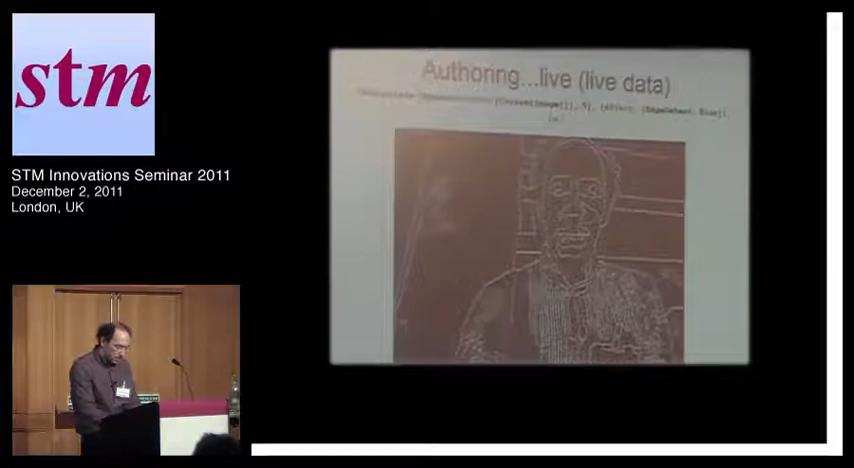 stm
STM Innovations Seminar 2011
December 2, 2011
London, UK
Authoring...live (live data)